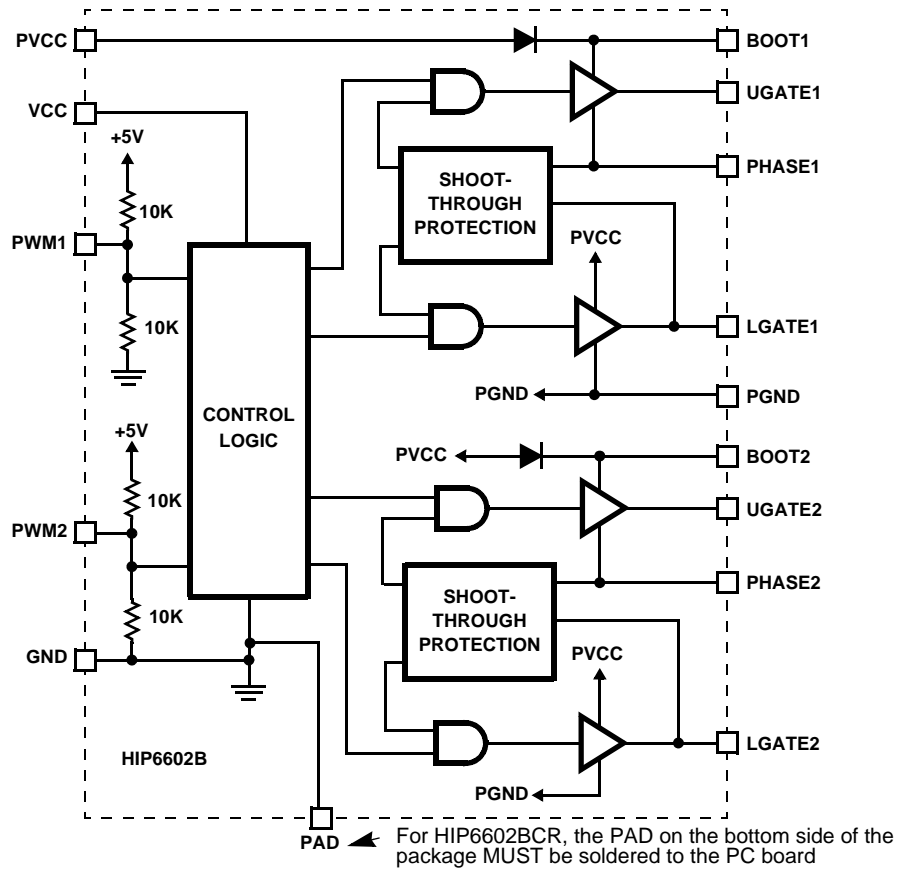 PVCC
BOOT1
VCC
UGATE1
+5V
10K
SHOOT-
THROUGH
PROTECTION
PHASE1
PWM1
PVCC
10K
LGATE1
CONTROL
LOGIC
PGND
PGND
+5V
PVCC
BOOT2
10K
UGATE2
PWM2
PHASE2
SHOOT-
THROUGH
PROTECTION
10K
GND
PVCC
LGATE2
HIP6602B
PGND
PAD
For HIP6602BCR, the PAD on the bottom side of the
package MUST be soldered to the PC board